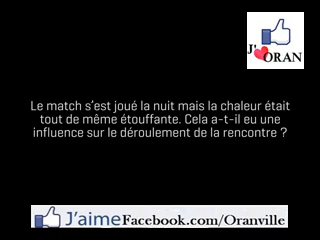 J'
ORAN
Le match s'est joué la nuit mais la chaleur était
tout de même étouffante. Cela a-t-il eu une
influence sur le déroulement de la rencontre ?
J'aime Facebook.com/Oranville